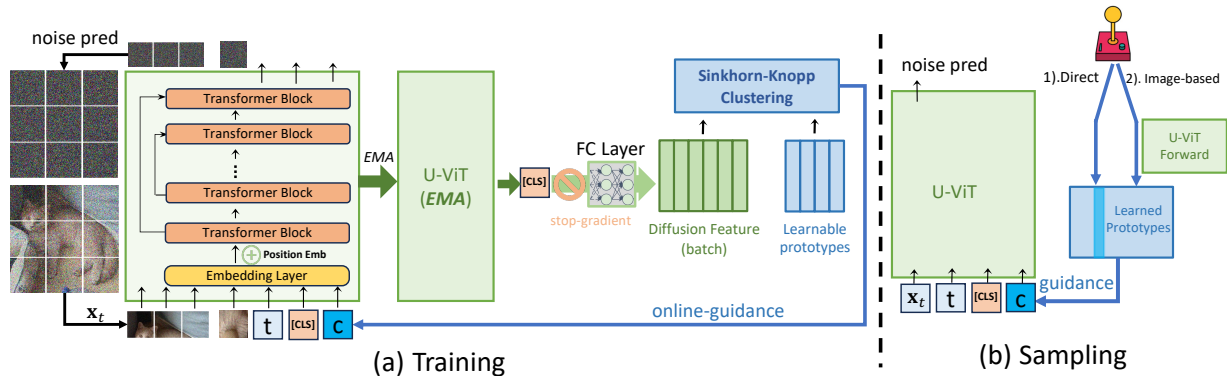 noise pred
Transformer Block
Transformer Block
Transformer Block
Transformer Block
Position Emb
Embedding Layer
x_t
t
[CLS]
c
EMA
U-ViT
(EMA)
[CLS]
stop-gradient
FC Layer
Sinkhorn-Knopp
Clustering
Diffusion Feature
(batch)
Learnable
prototypes
online-guidance
(a) Training
noise pred
1).Direct
2). Image-based
U-ViT
Forward
U-ViT
Learned
Prototypes
guidance
x_t
t
[CLS]
c
(b) Sampling